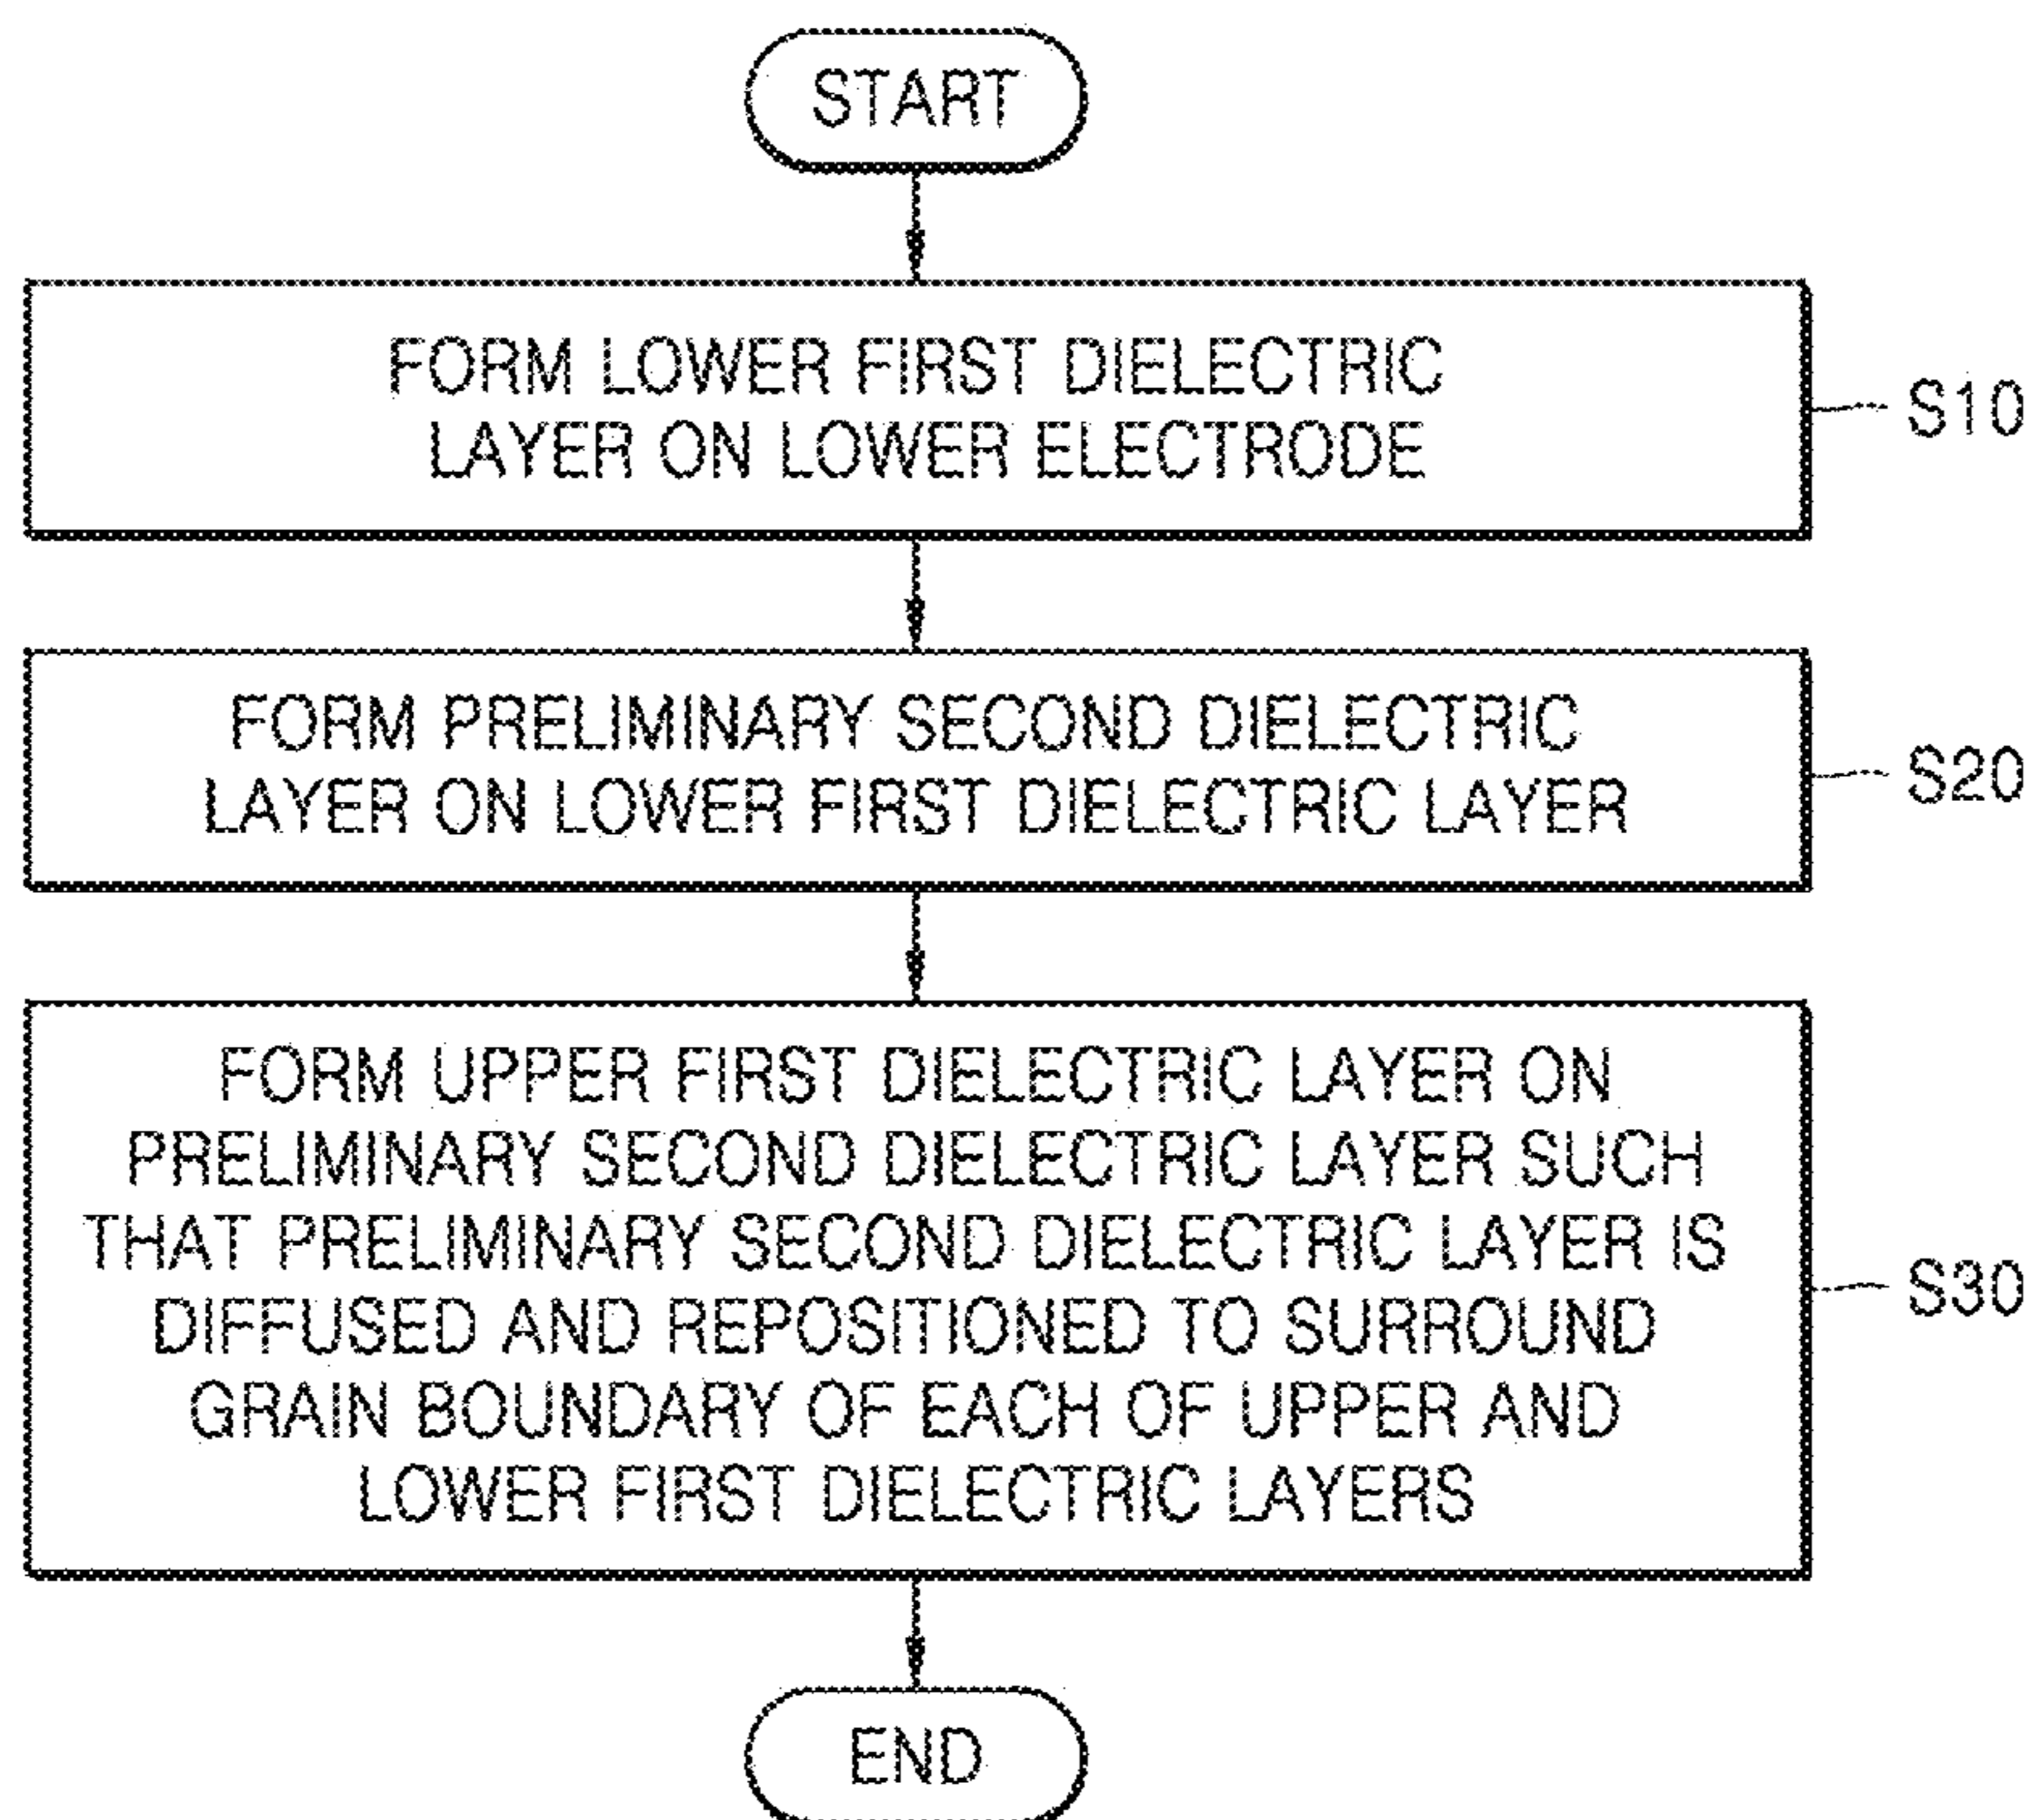 START
FORM LOWER FIRST DIELECTRIC
LAYER ON LOWER ELECTRODE
S10
FORM PRELIMINARY SECOND DIELECTRIC
LAYER ON LOWER FIRST DIELECTRIC LAYER
S20
FORM UPPER FIRST DIELECTRIC LAYER ON
PRELIMINARY SECOND DIELECTRIC LAYER SUCH
THAT PRELIMINARY SECOND DIELECTRIC LAYER IS
DIFFUSED AND REPOSITIONED TO SURROUND
GRAIN BOUNDARY OF EACH OF UPPER AND
LOWER FIRST DIELECTRIC LAYERS
S30
END